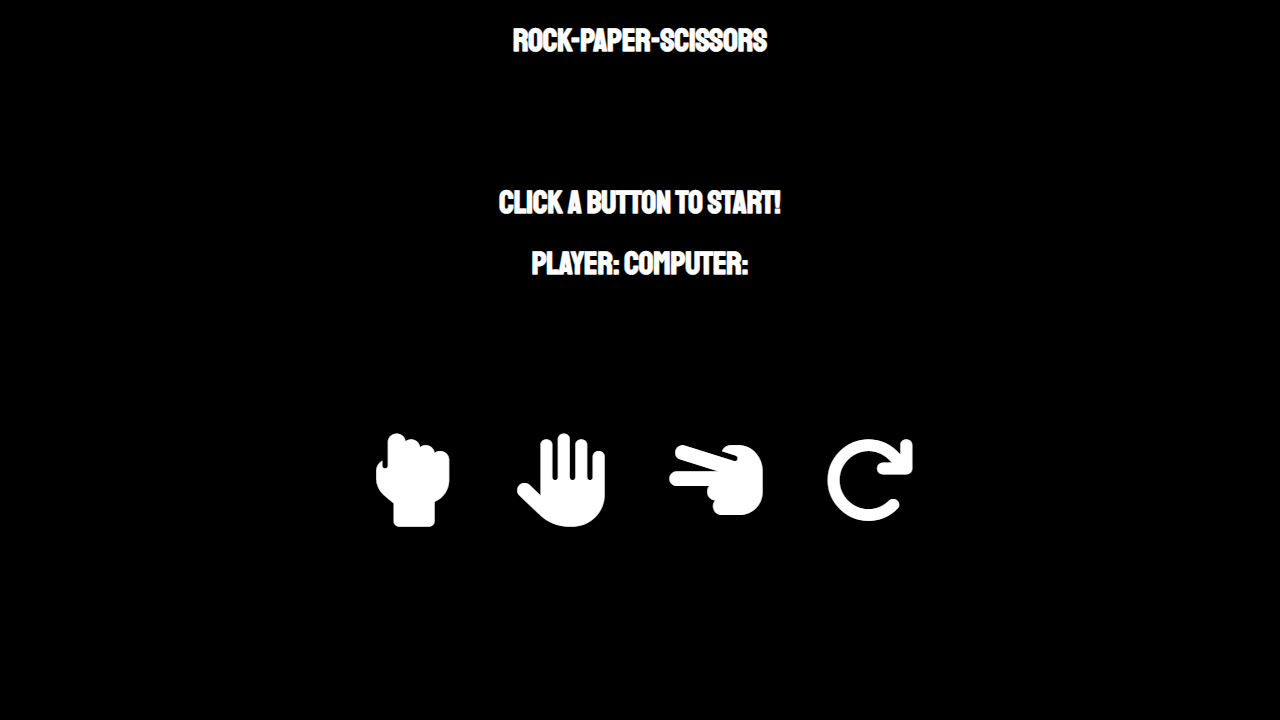 ROCK-PAPER-SCISSORS
CLICK A BUTTON TO START!
PLAYER: COMPUTER: